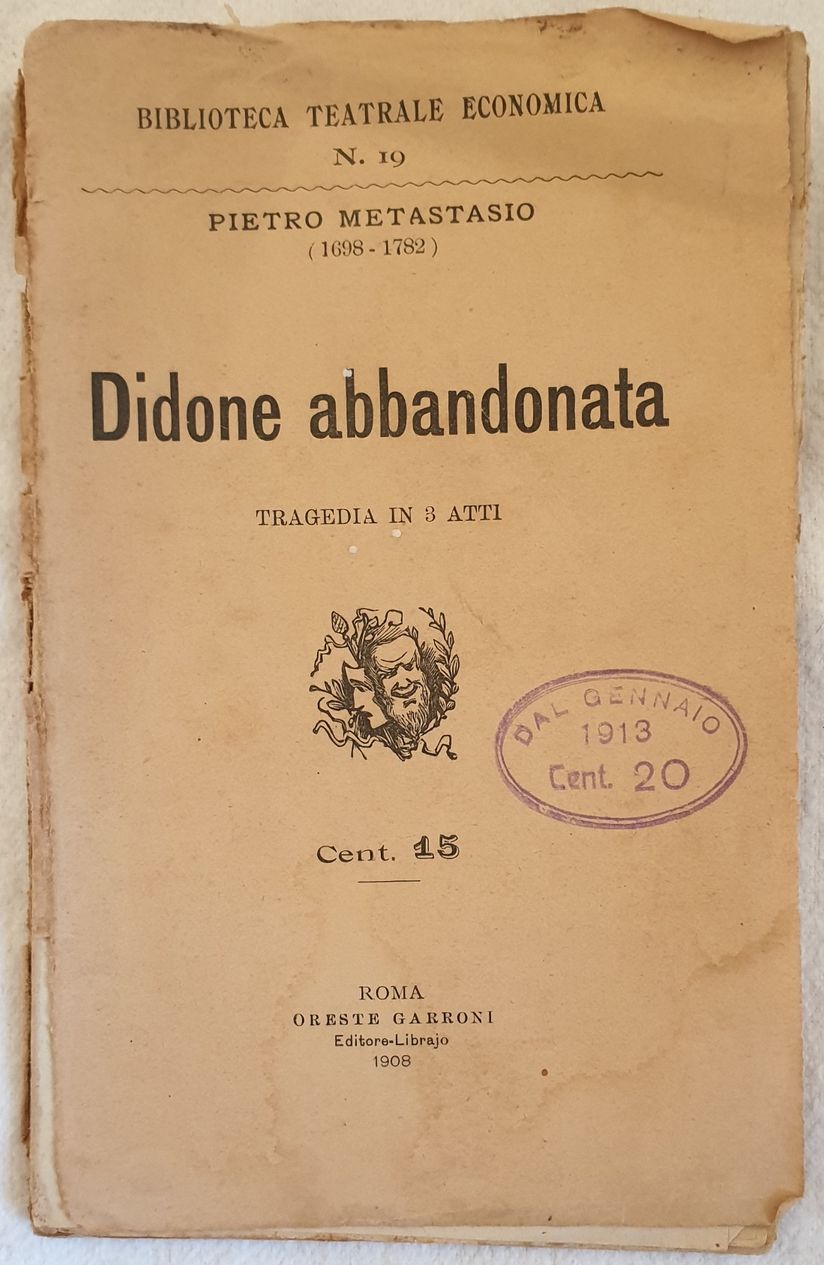 BIBLIOTECA TEATRALE ECONOMICA
N. 19
PIETRO METASTASIO
(1698-1782)
Didone abbandonata
TRAGEDIA IN 3 ATTI
DAL GENNAIO
1913
Cent. 20
Cent. 15
ROMA
ORESTE GARRONI
Editore-Librajo
1908